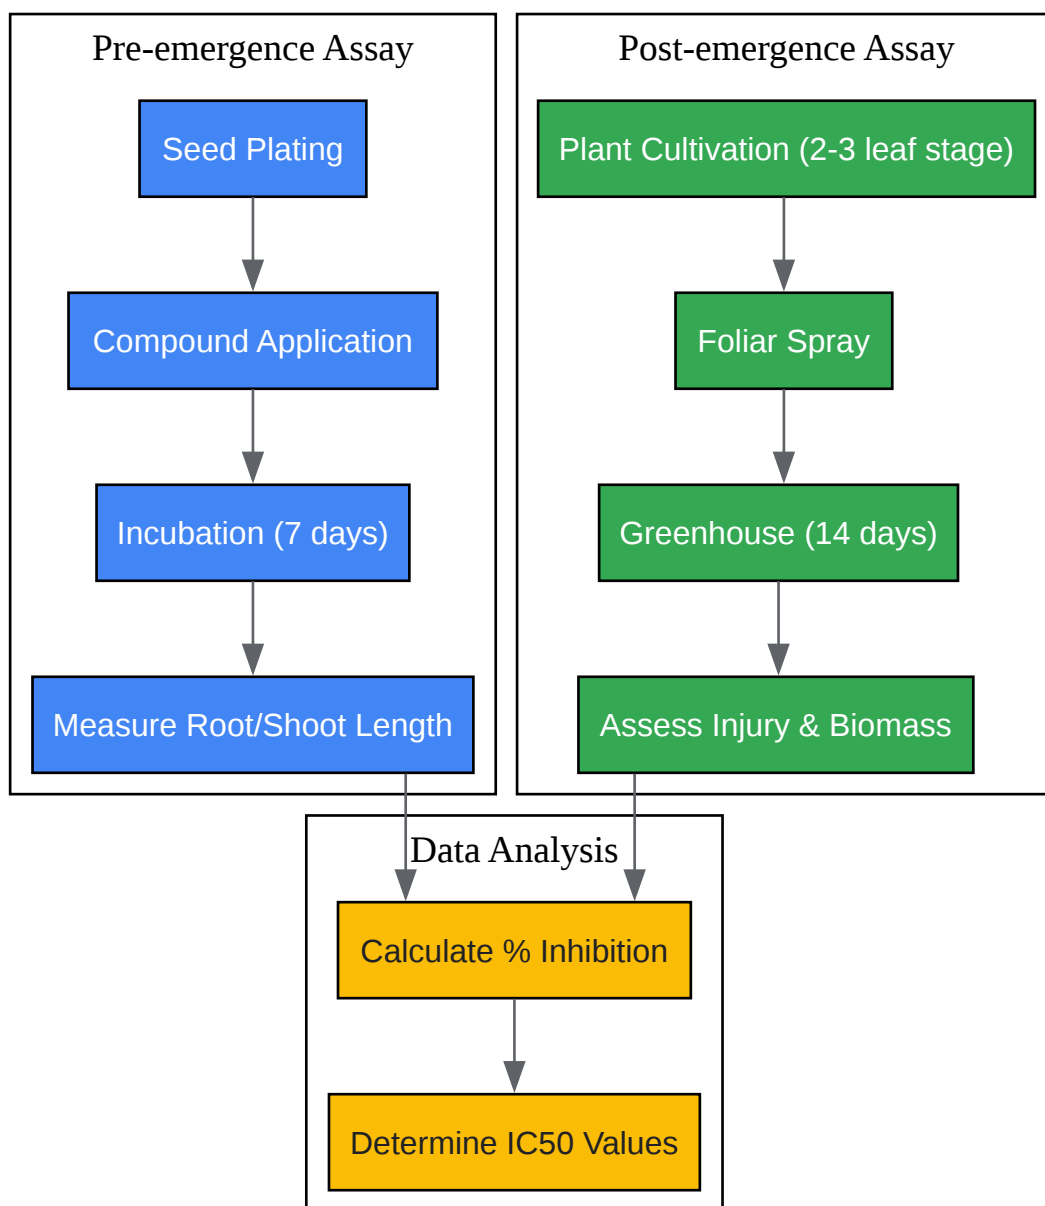 Pre-emergence Assay
Seed Plating
Compound Application
Incubation (7 days)
Measure Root/Shoot Length
Post-emergence Assay
Plant Cultivation (2-3 leaf stage)
Foliar Spray
Greenhouse (14 days)
Assess Injury & Biomass
Data Analysis
Calculate % Inhibition
Determine IC50 Values